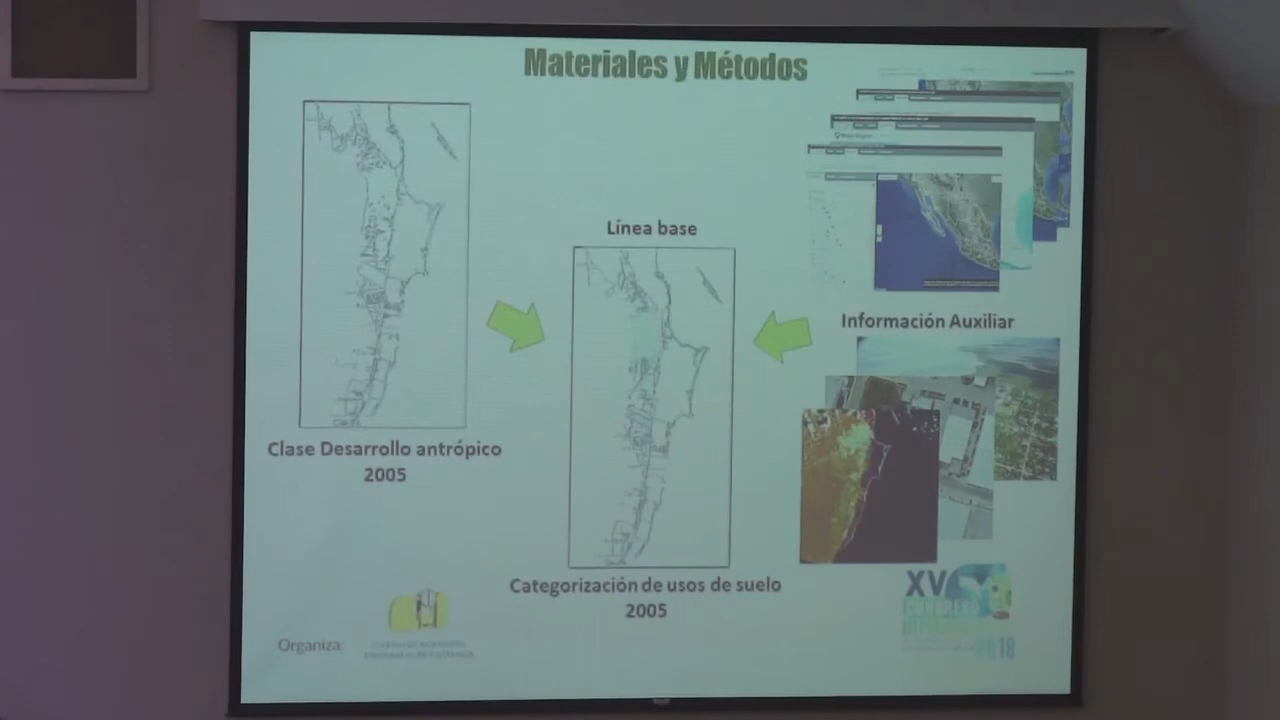 Materiales y Métodos
Línea base
Información Auxiliar
Clase Desarrollo antrópico
2005
Categorización de usos de suelo
2005
Organiza:
XV
CONGRESO
2018